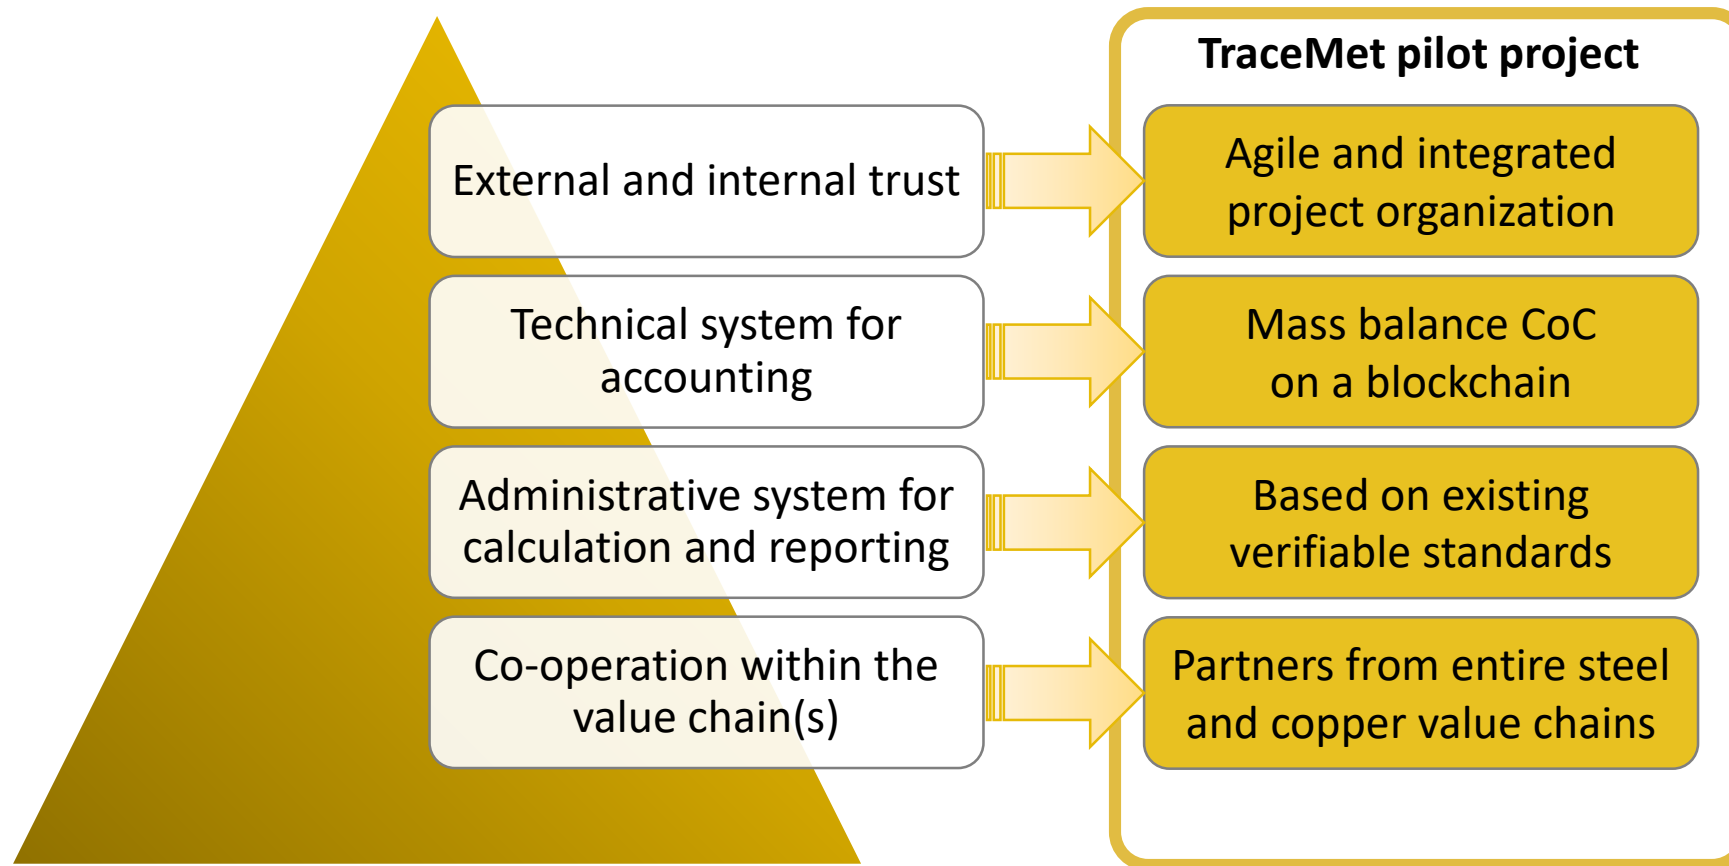 TraceMet pilot project
External and internal trust
Agile and integrated
project organization
Technical system for
accounting
Mass balance CoC
on a blockchain
Administrative system for
calculation and reporting
Based on existing
verifiable standards
Co-operation within the
value chain(s)
Partners from entire steel
and copper value chains